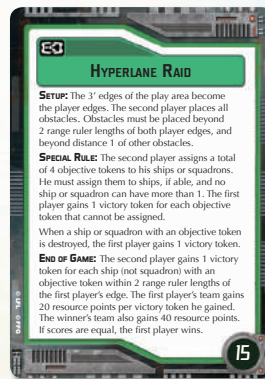 HYPERLANE RAID
SETUP: The 3' edges of the play area become
the player edges. The second player places all
obstacles. Obstacles must be placed beyond
2 range ruler lengths of both player edges, and
beyond distance 1 of other obstacles.
SPECIAL RULE: The second player assigns a total
of 4 objective tokens to his ships or squadrons.
He must assign them to ships, if able, and no
ship or squadron can have more than 1. The first
player gains 1 victory token for each objective
token that cannot be assigned.
When a ship or squadron with an objective token
is destroyed, the first player gains 1 victory token.
END OF GAME: The second player gains 1 victory
token for each ship (not squadron) with an
objective token within 2 range ruler lengths of
the first player's edge. The first player's team gains
20 resource points per victory token he gained.
The winner's team also gains 40 resource points.
If scores are equal, the first player wins.
© LFL © FFG
15